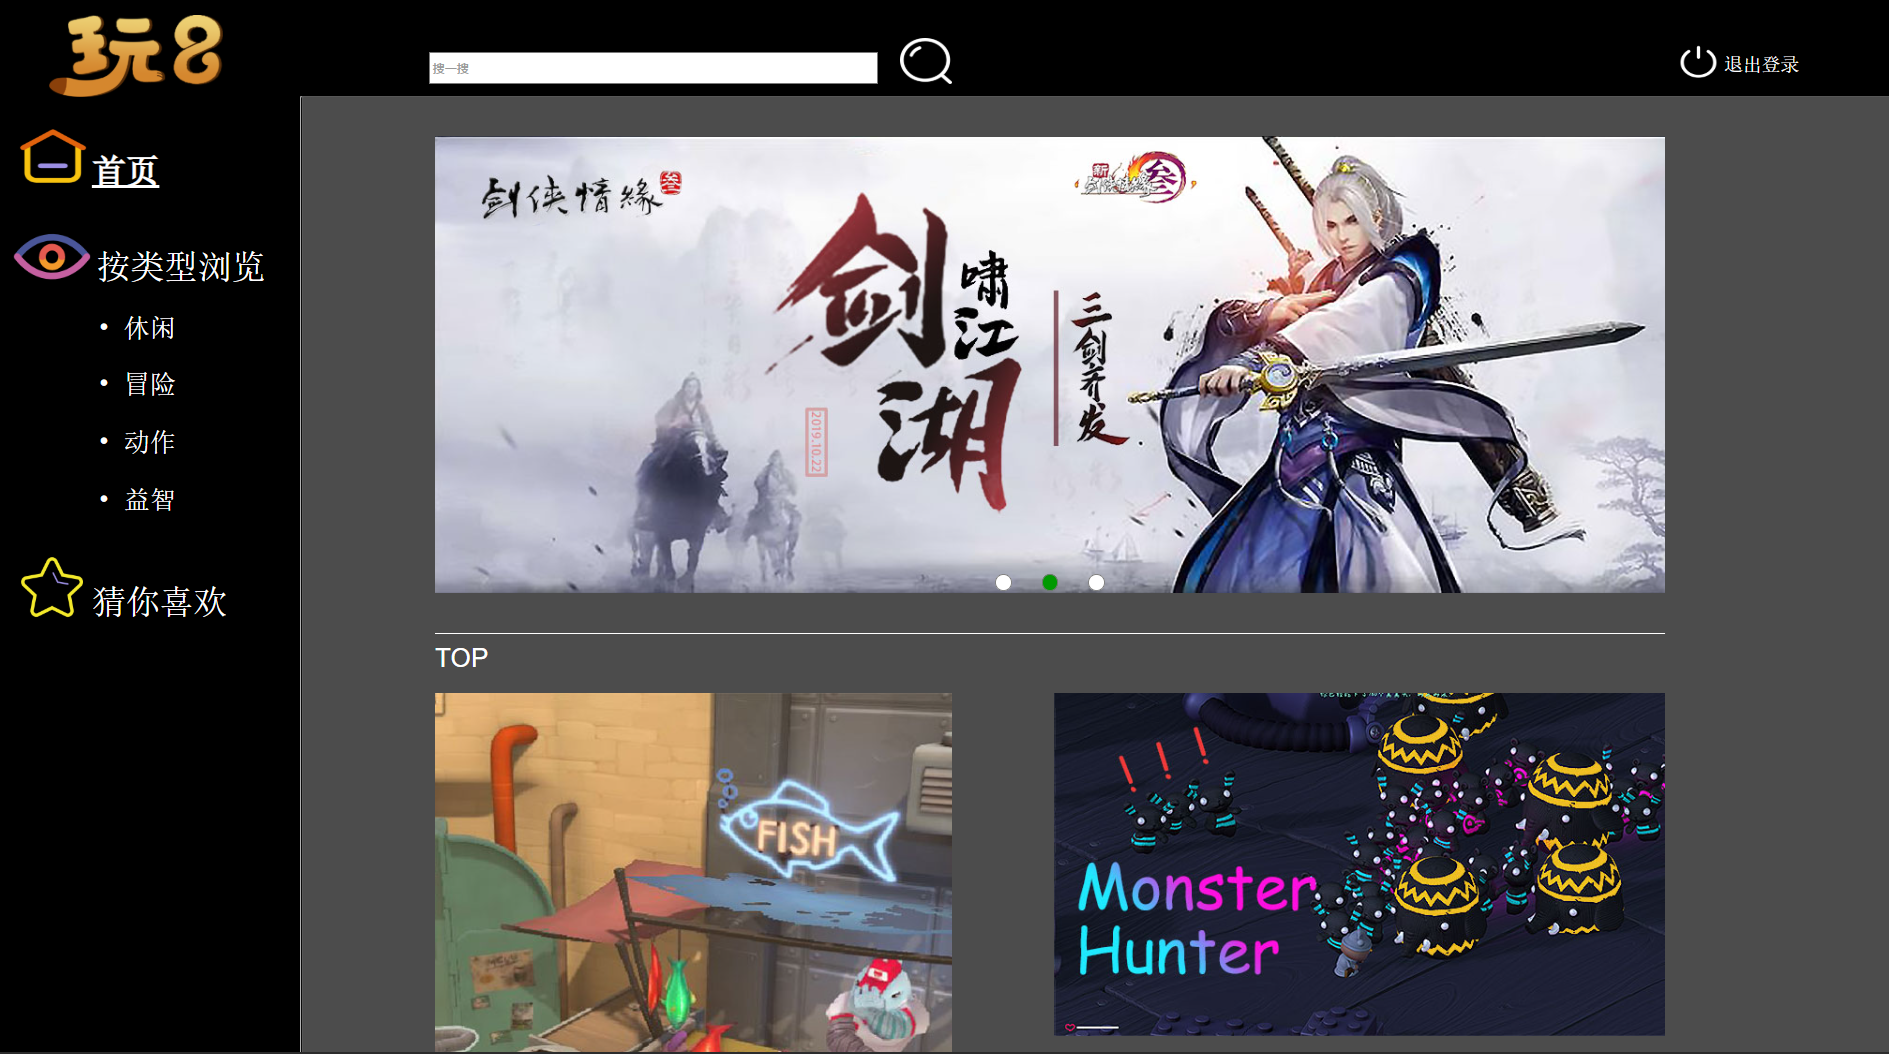 玩8
搜一搜
退出登录
首页
按类型浏览
• 休闲
• 冒险
• 动作
• 益智
猜你喜欢
剑侠情緣 叁
新剑侠情缘叁
剑啸江湖
三剑齐发
2019.10.22
TOP
FISH
Monster
Hunter